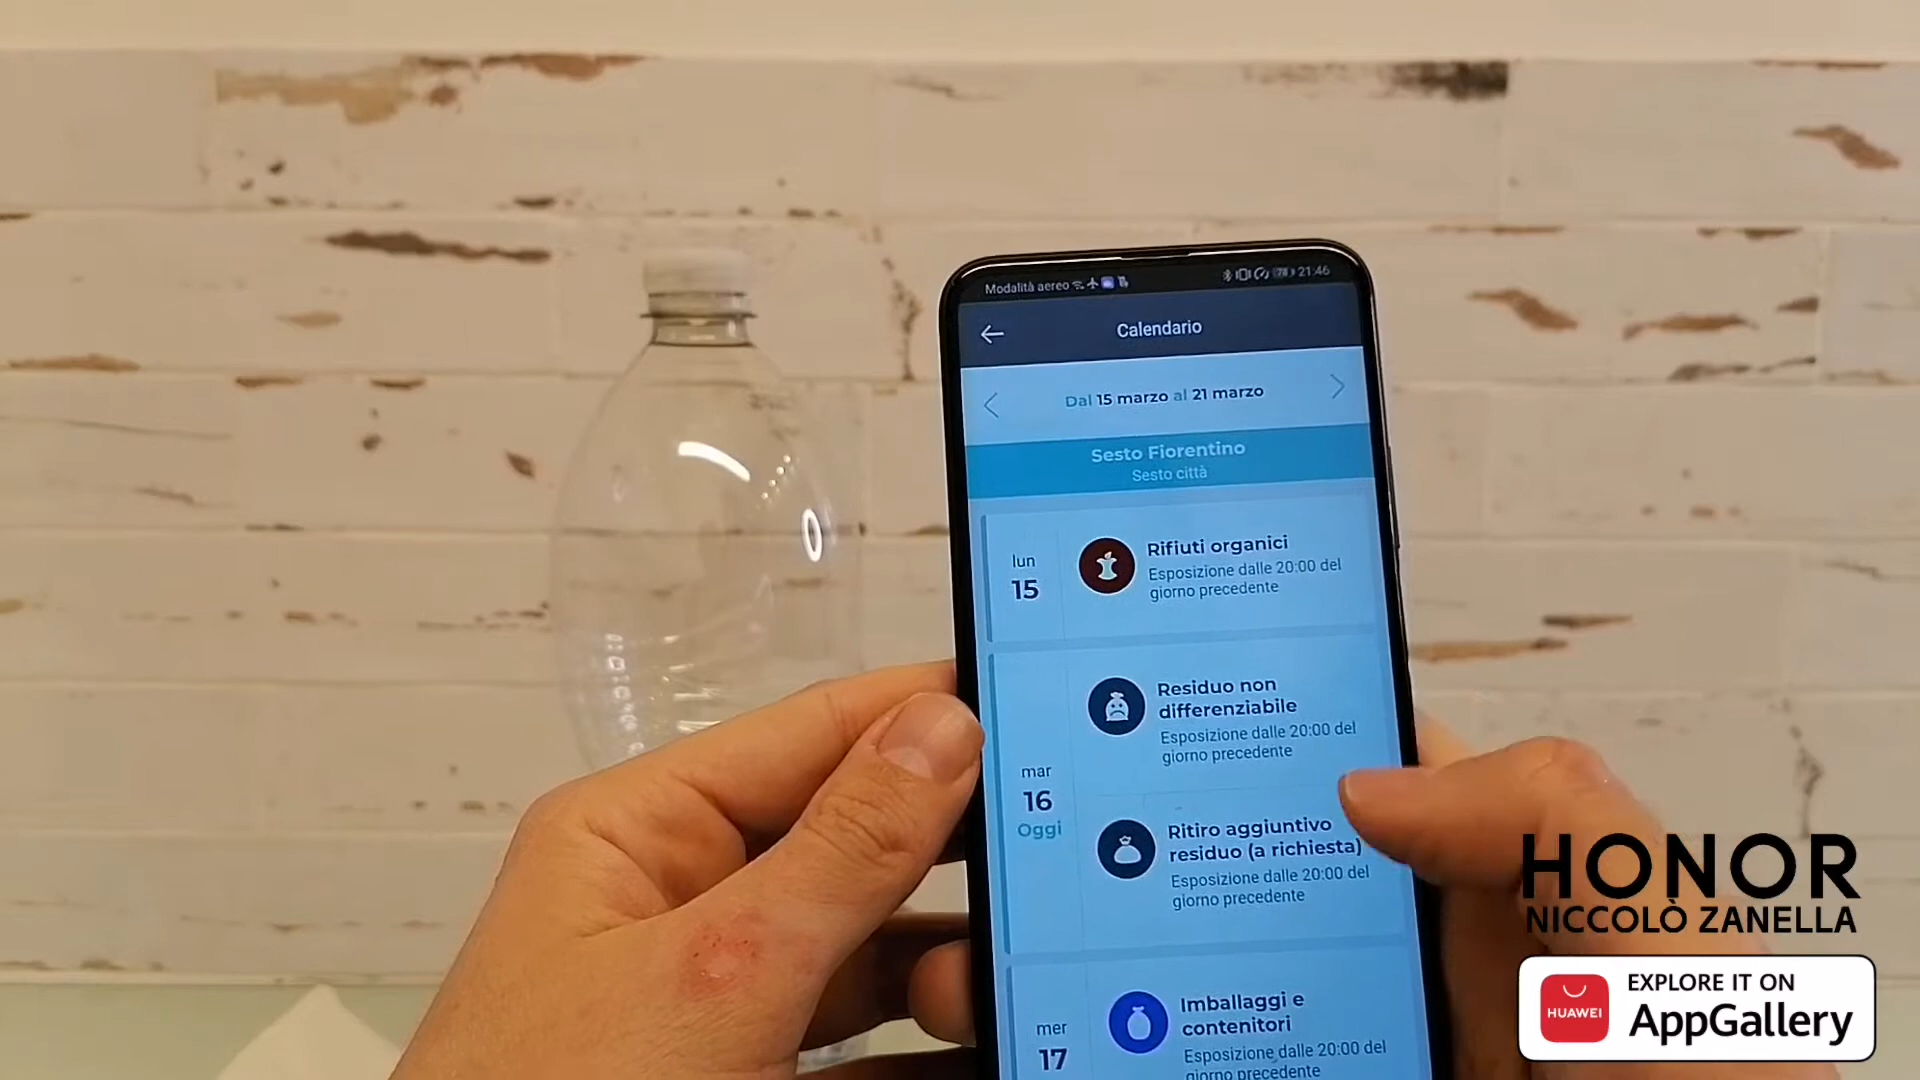 Modalità aereo
78 21:46
Calendario
Dal 15 marzo al 21 marzo
Sesto Fiorentino
Sesto città
lun
15
Rifiuti organici
Esposizione dalle 20:00 del
giorno precedente
mar
16
Oggi
Residuo non
differenziabile
Esposizione dalle 20:00 del
giorno precedente
Ritiro aggiuntivo
residuo (a richiesta)
Esposizione dalle 20:00 del
giorno precedente
mer
17
Imballaggi e
contenitori
Esposizione dalle 20:00 del
giorno precedente
HONOR
NICCOLÒ ZANELLA
HUAWEI
EXPLORE IT ON
AppGallery